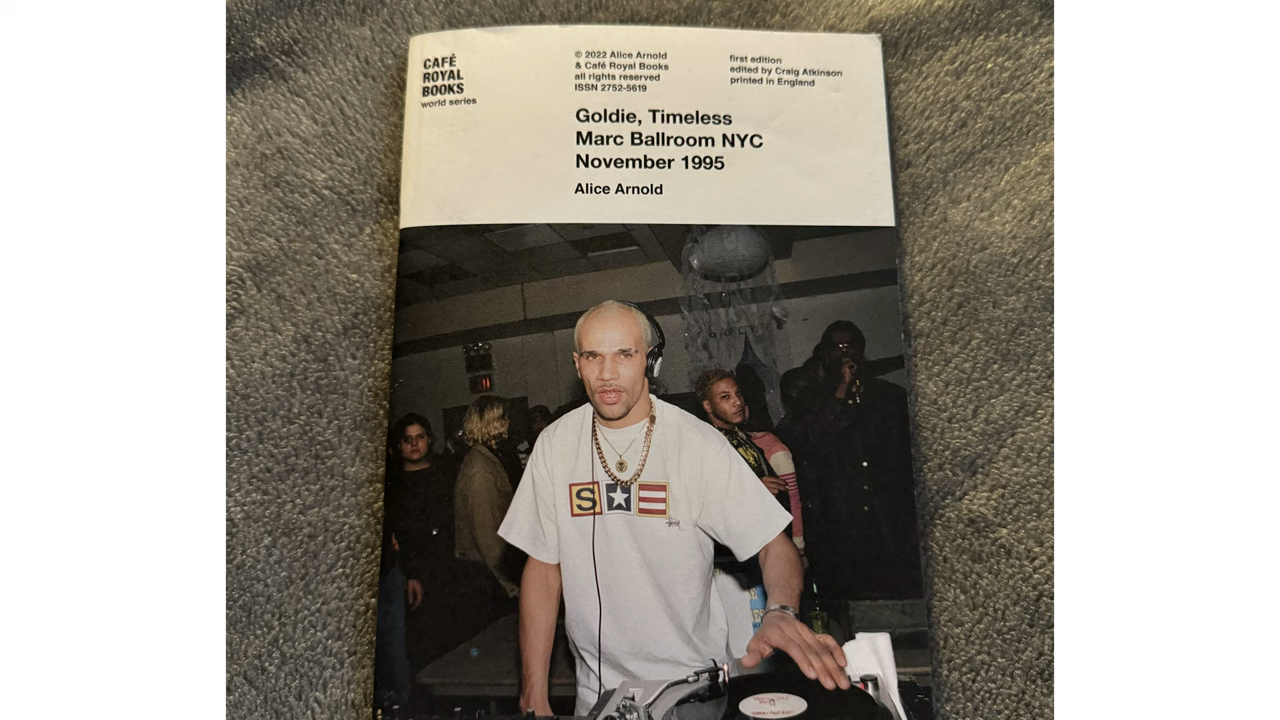 CAFÉ
ROYAL
BOOKS
world series
© 2022 Alice Arnold
& Café Royal Books
all rights reserved
ISSN 2752-5619
first edition
edited by Craig Atkinson
printed in England
Goldie, Timeless
Marc Ballroom NYC
November 1995
Alice Arnold
S